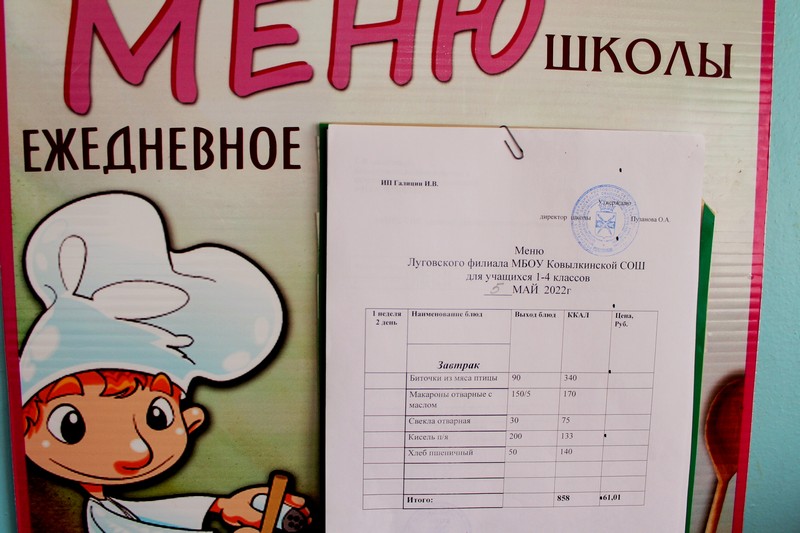 МЕНЮ ШКОЛЫ
ЕЖЕДНЕВНОЕ
ИП Галицин И.В.
Утверждаю
директор школы Пузанова О.А.
Меню
Луговского филиала МБОУ Ковылкинской СОШ
для учащихся 1-4 классов
5 МАЙ 2022г
1 неделя 2 день Наименование блюд Выход блюд ККАЛ Цена, Руб.
Завтрак
Биточки из мяса птицы 90 340
Макароны отварные с маслом 150/5 170
Свекла отварная 30 75
Кисель п/я 200 133
Хлеб пшеничный 50 140
Итого: 858 61,01